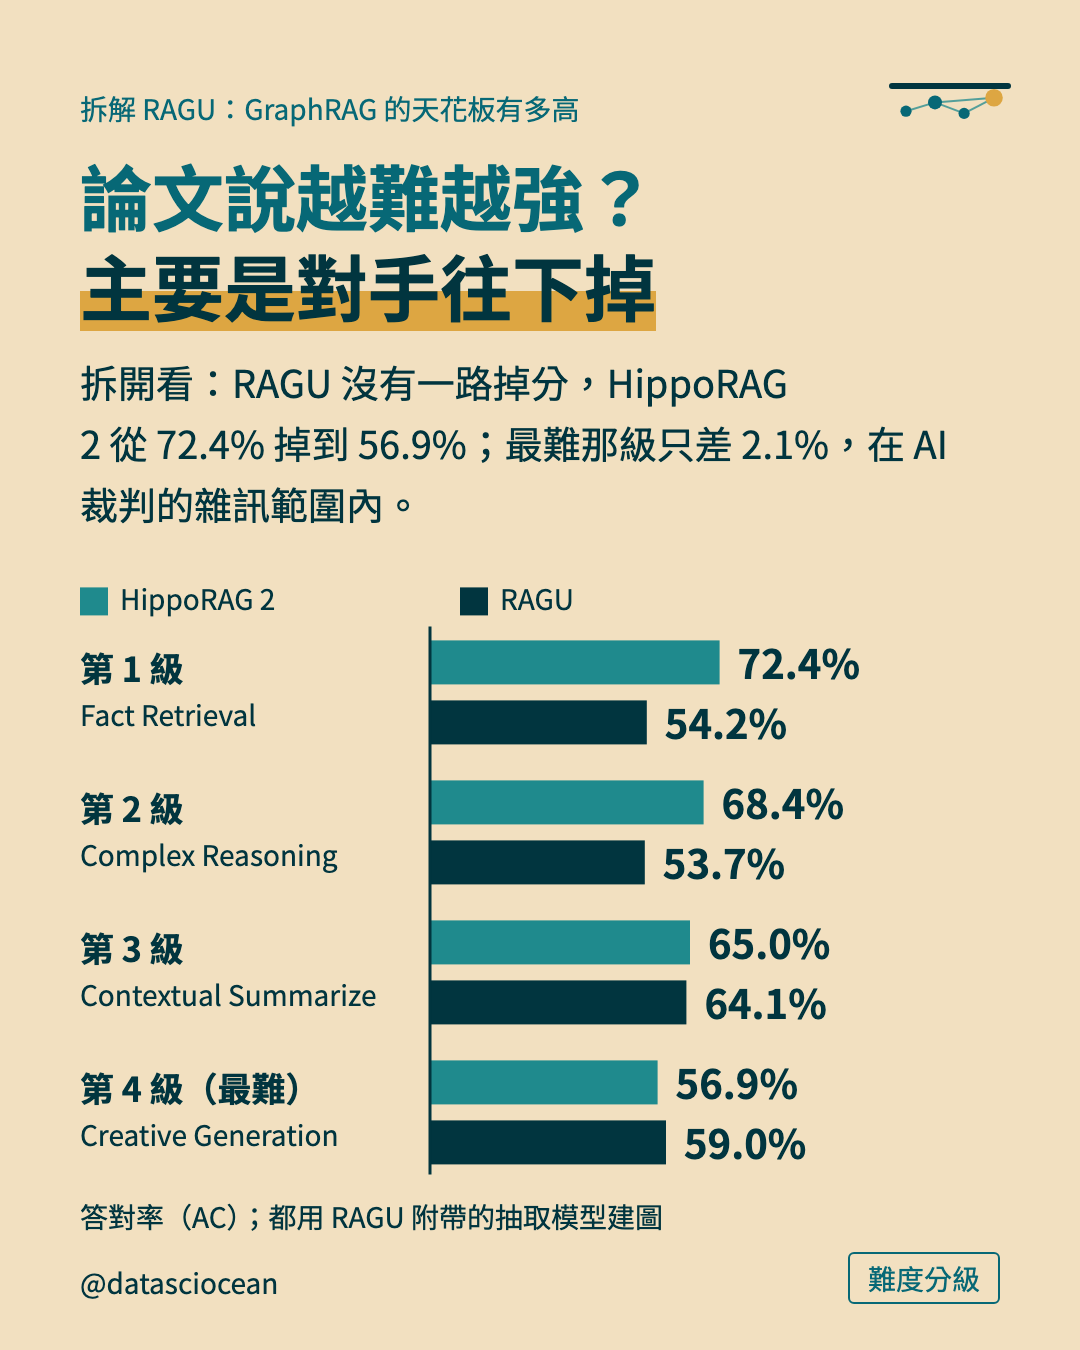 拆解 RAGU：GraphRAG 的天花板有多高
論文說越難越強？
主要是對手往下掉
拆開看：RAGU 沒有一路掉分，HippoRAG
2 從 72.4% 掉到 56.9%；最難那級只差 2.1%，在 AI
裁判的雜訊範圍內。
HippoRAG 2
RAGU
第 1 級
Fact Retrieval
72.4%
54.2%
第 2 級
Complex Reasoning
68.4%
53.7%
第 3 級
Contextual Summarize
65.0%
64.1%
第 4 級（最難）
Creative Generation
56.9%
59.0%
答對率（AC）；都用 RAGU 附帶的抽取模型建圖
@datasciocean
難度分級